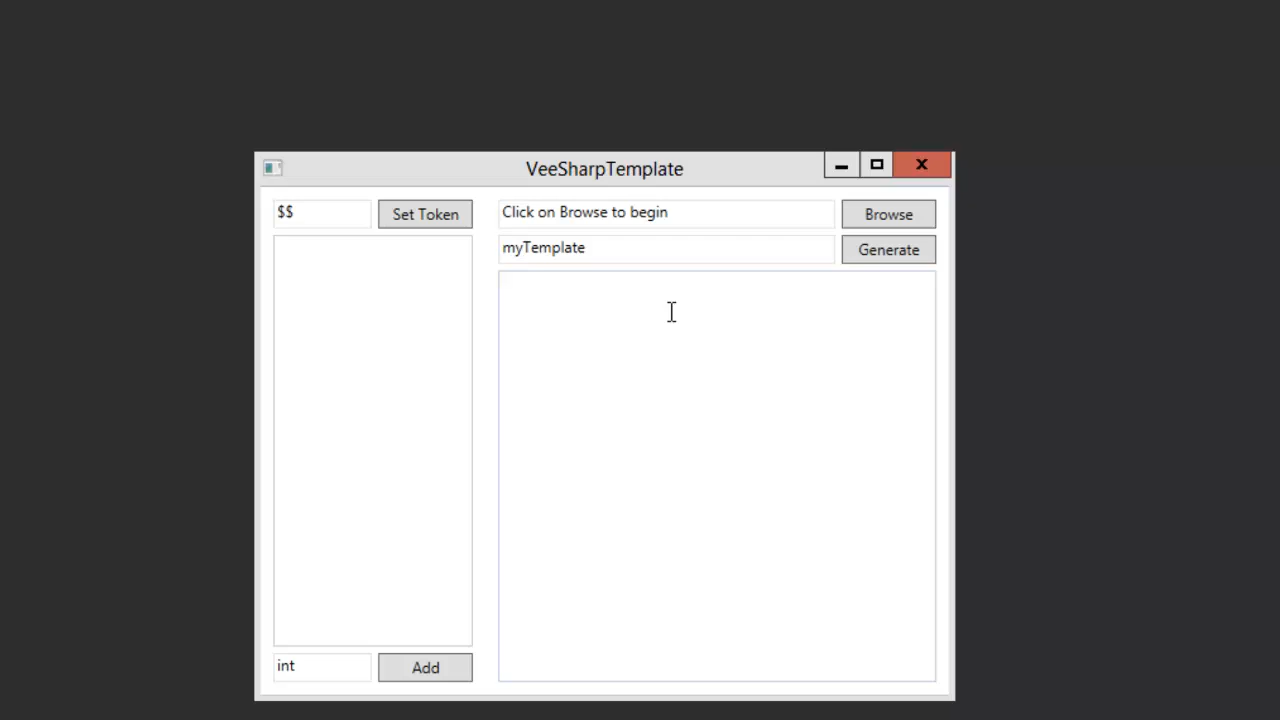 VeeSharpTemplate
$$
Set Token
Click on Browse to begin
Browse
myTemplate
Generate
int
Add